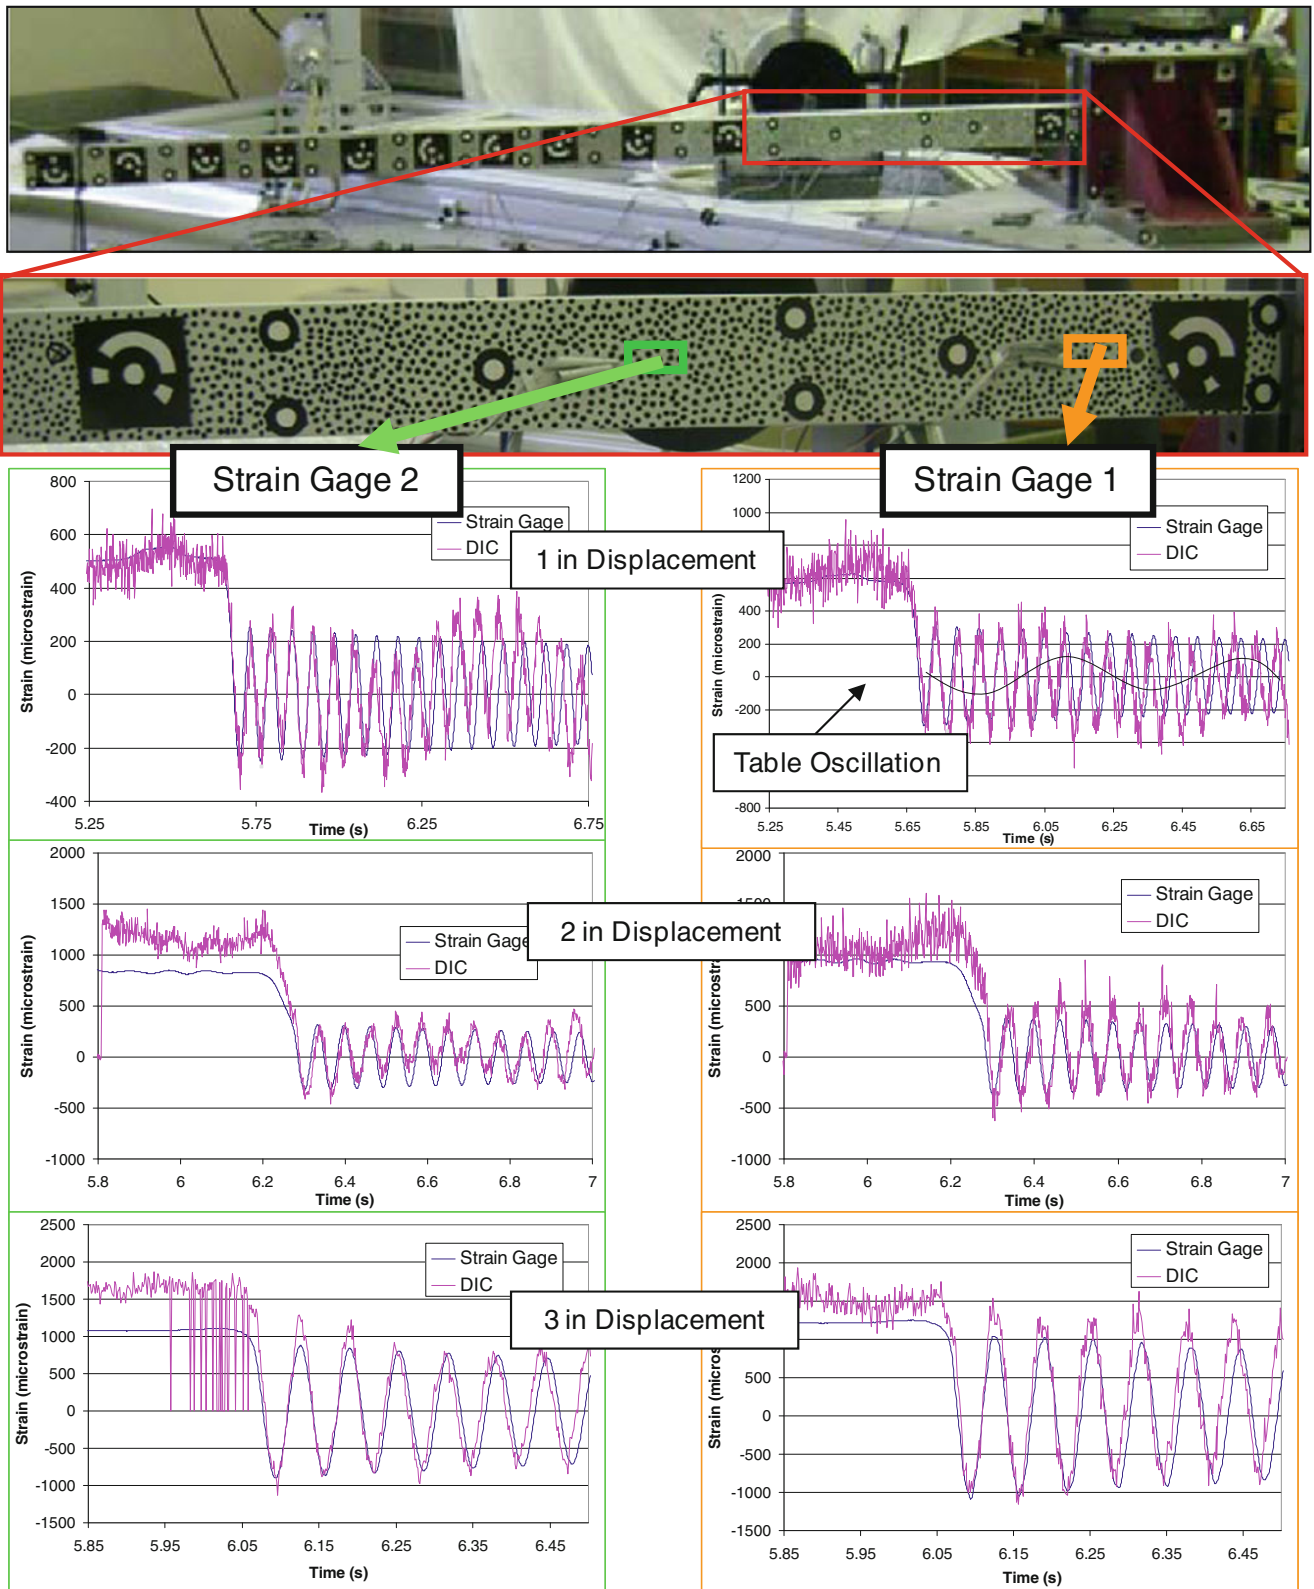 Strain Gage 2
Strain Gage 1
1 in Displacement
800
600
400
200
0
-200
-400
Strain (microstrain)
Strain Gage
DIC
5.25
5.75
6.25
6.75
Time (s)
1200
1000
400
200
0
-200
-800
Strain (microstrain)
Strain Gage
DIC
Table Oscillation
5.25
5.45
5.65
5.85
6.05
6.25
6.45
6.65
Time (s)
2 in Displacement
2000
1500
1000
500
0
-500
-1000
Strain (microstrain)
Strain Gage
DIC
5.8
6
6.2
6.4
6.6
6.8
7
Time (s)
2000
500
0
-500
-1000
Strain (microstra
Strain Gage
DIC
5.8
6
6.2
6.4
6.6
6.8
7
Time (s)
3 in Displacement
2500
2000
1500
1000
500
0
-500
-1000
-1500
Strain (microstrain)
Strain Gage
DIC
5.85
5.95
6.05
6.15
6.25
6.35
6.45
Time (s)
2500
2000
500
0
-500
-1000
-1500
Strain (microstra
Strain Gage
DIC
5.85
5.95
6.05
6.15
6.25
6.35
6.45
Time (s)